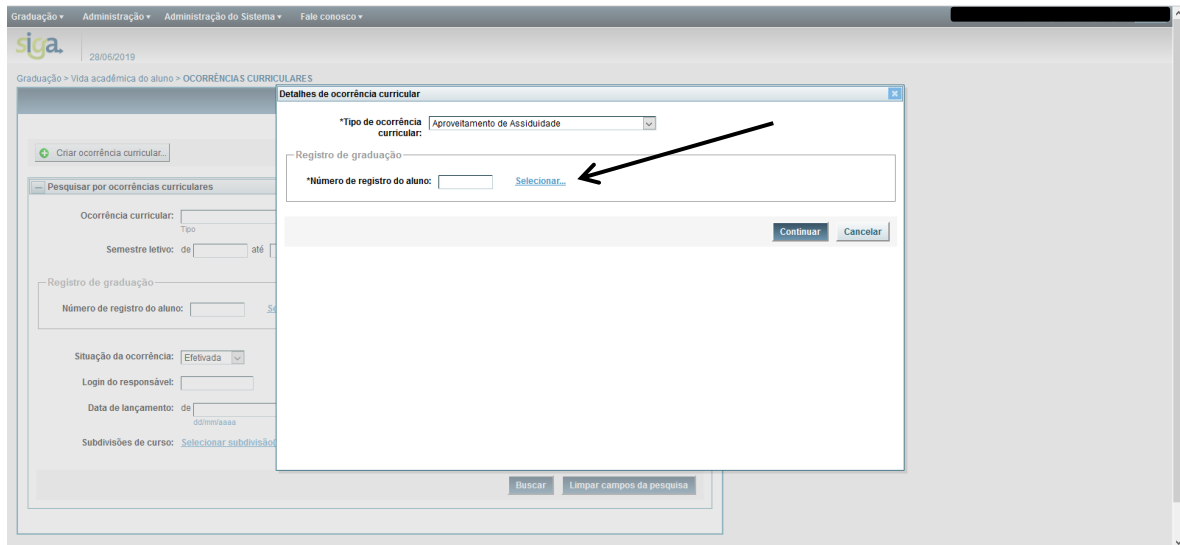 Graduação Administração Administração do Sistema Fale conosco
siga. 28/06/2019
Graduação > Vida acadêmica do aluno > OCORRÊNCIAS CURRICULARES
Detalhes de ocorrência curricular
*Tipo de ocorrência curricular: Aproveitamento de Assiduidade
Registro de graduação
*Número de registro do aluno: Selecionar...
Continuar Cancelar
Criar ocorrência curricular...
Pesquisar por ocorrências curriculares
Ocorrência curricular:
Tipo
Semestre letivo: de até
Registro de graduação
Número de registro do aluno:
Situação da ocorrência: Efetivada
Login do responsável:
Data de lançamento: de
dd/mm/aaaa
Subdivisões de curso: Selecionar
Buscar Limpar campos da pesquisa